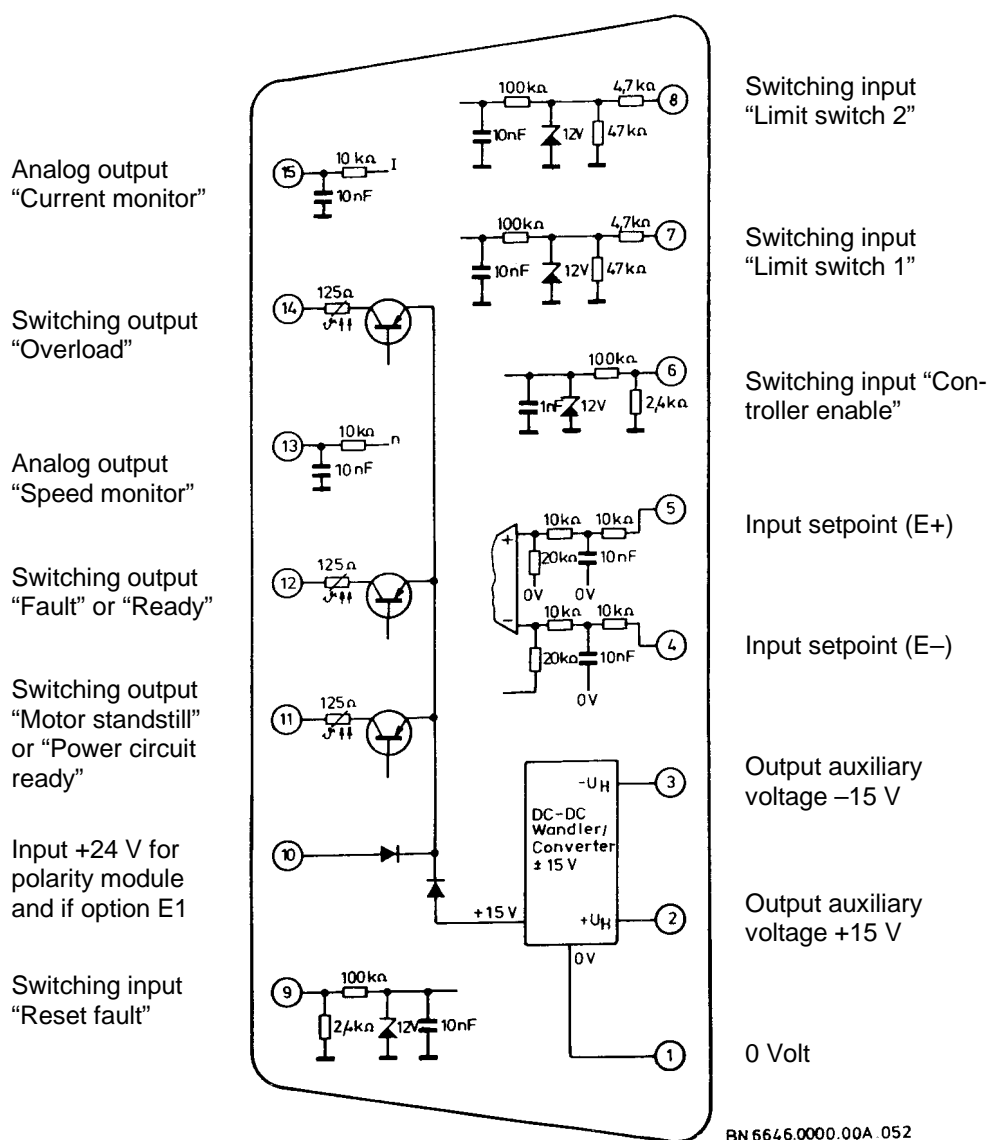 Analog output
“Current monitor”
Switching output
“Overload”
Analog output
“Speed monitor”
Switching output
“Fault” or “Ready”
Switching output
“Motor standstill”
or “Power circuit
ready”
Input +24 V for
polarity module
and if option E1
Switching input
“Reset fault”
15
10 kΩ
I
10nF
14
125Ω
13
10kΩ
n
10nF
12
125Ω
11
125Ω
10
+15 V
9
100kΩ
2,4kΩ
12V
10nF
100kΩ
4,7kΩ
8
10nF
12V
47kΩ
100kΩ
4,7kΩ
7
10nF
12V
47kΩ
100kΩ
6
1nF
12V
2,4kΩ
5
10kΩ
10kΩ
+
20kΩ
10nF
0V
0V
10kΩ
10kΩ
–
4
20kΩ
10nF
0V
-UH
3
DC-DC
Wandler/
Converter
± 15 V
+UH
2
0V
1
Switching input
“Limit switch 2”
Switching input
“Limit switch 1”
Switching input “Con-
troller enable”
Input setpoint (E+)
Input setpoint (E–)
Output auxiliary
voltage –15 V
Output auxiliary
voltage +15 V
0 Volt
BN 6646.0000.00A.052